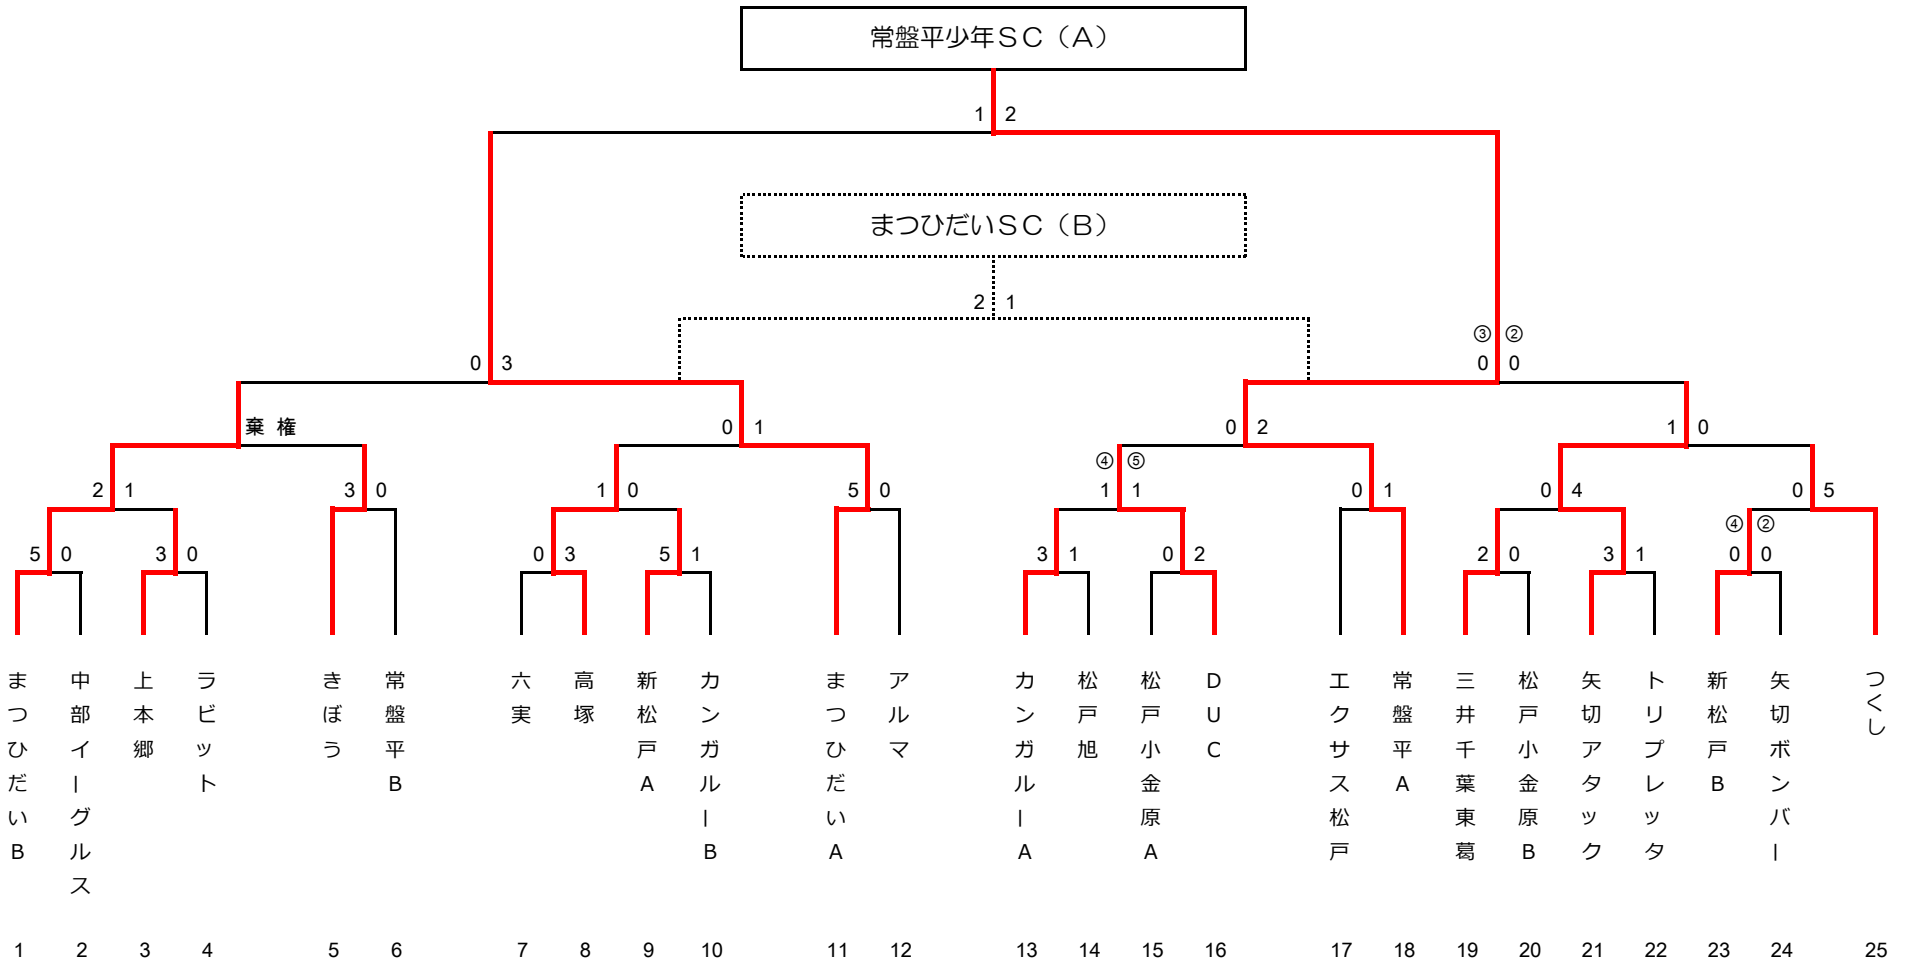 常盤平少年ＳＣ（Ａ）
1 2
まつひだいＳＣ（Ｂ）
2 1
③ ②
0 3
0 0
棄 権
0 1
0 2
1 0
④ ⑤
2 1
3 0
1 0
5 0
1 1
0 1
0 4
0 5
④ ②
5 0
3 0
0 3
5 1
3 1
0 2
2 0
3 1
0 0
まつひだいＢ
中部イーグルス
上本郷
ラビット
きぼう
常盤平Ｂ
六実
高塚
新松戸Ａ
カンガルーＢ
まつひだいＡ
アルマ
カンガルーＡ
松戸旭
松戸小金原Ａ
ＤＵＣ
エクサス松戸
常盤平Ａ
三井千葉東葛
松戸小金原Ｂ
矢切アタック
トリプレッタ
新松戸Ｂ
矢切ボンバー
つくし
1 2 3 4 5 6 7 8 9 10 11 12 13 14 15 16 17 18 19 20 21 22 23 24 25